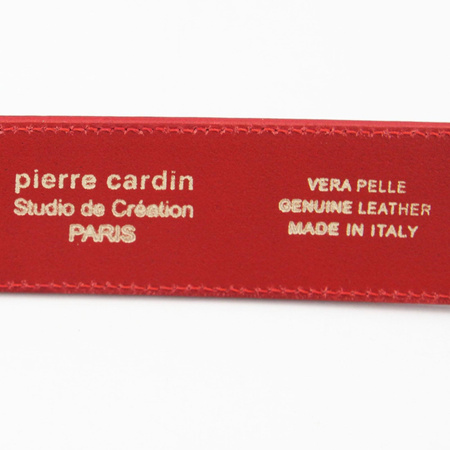 pierre cardin
Studio de Création
PARIS
VERA PELLE
GENUINE LEATHER
MADE IN ITALY